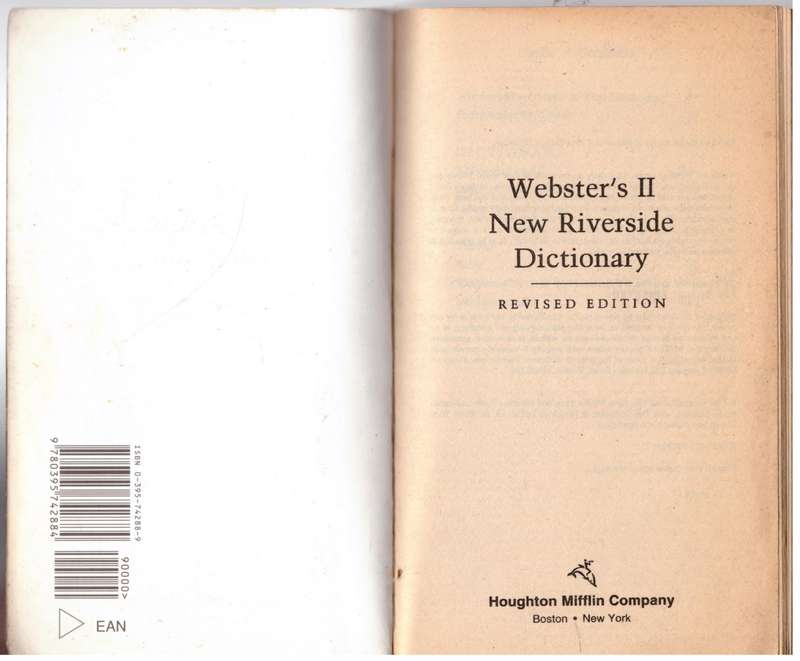 ISBN 0-395-74288-9
9 780395 742884
90000>
EAN
Webster's II
New Riverside
Dictionary
REVISED EDITION
Houghton Mifflin Company
Boston • New York